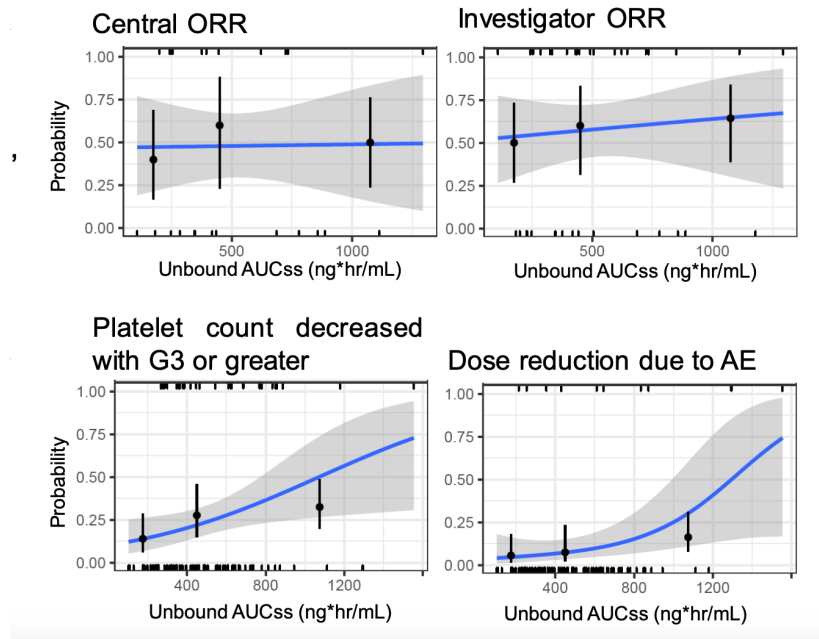 Central ORR
Investigator ORR
1.00
0.75
0.50
0.25
0.00
Probability
500
1000
Unbound AUCss (ng*hr/mL)
1.00
0.75
0.50
0.25
0.00
500
1000
Unbound AUCss (ng*hr/mL)
,
Platelet count decreased
with G3 or greater
Dose reduction due to AE
1.00
0.75
0.50
0.25
0.00
Probability
400
800
1200
Unbound AUCss (ng*hr/mL)
1.00
0.75
0.50
0.25
0.00
400
800
1200
Unbound AUCss (ng*hr/mL)